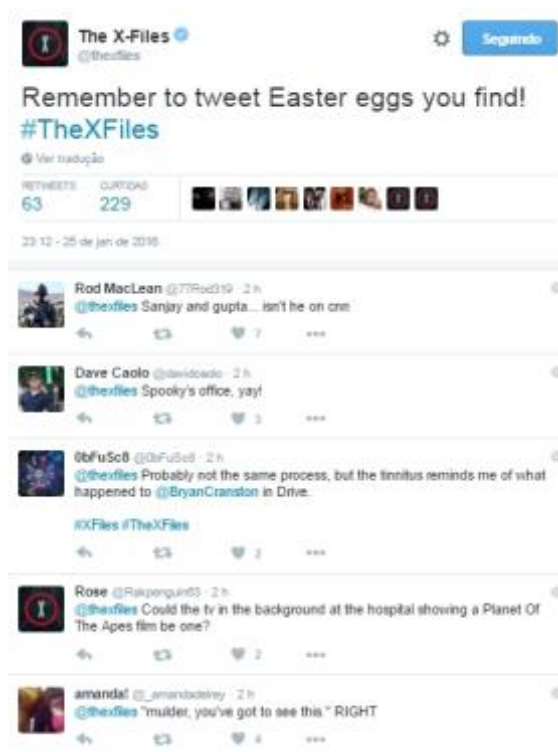 The X-Files
@thexfiles
Seguindo
Remember to tweet Easter eggs you find!
#TheXFiles
Ver tradução
RETWEETS CURTIDAS
63 229
23:12 - 25 de jan de 2016
Rod MacLean @77Rod319 · 2 h
@thexfiles Sanjay and gupta... isn't he on cnn
7
Dave Caolo @davidcaolo · 2 h
@thexfiles Spooky's office, yay!
3
0bFuSc8 @0bFuSc8 · 2 h
@thexfiles Probably not the same process, but the tinnitus reminds me of what
happened to @BryanCranston in Drive.
#XFiles #TheXFiles
2
Rose · 2 h
@thexfiles Could the tv in the background at the hospital showing a Planet Of
The Apes film be one?
2
amanda! @_amandadelrey · 2 h
@thexfiles "mulder, you've got to see this." RIGHT
4